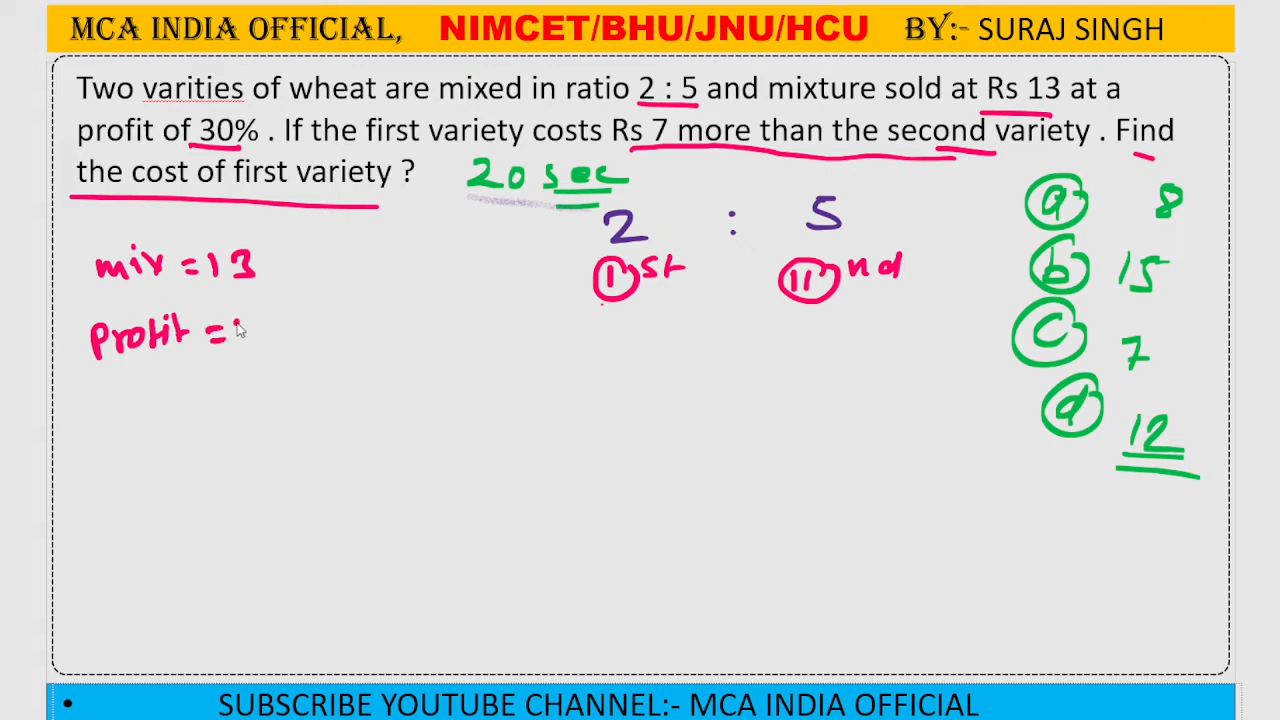 MCA INDIA OFFICIAL, NIMCET/BHU/JNU/HCU BY:- SURAJ SINGH
Two varities of wheat are mixed in ratio 2 : 5 and mixture sold at Rs 13 at a
profit of 30% . If the first variety costs Rs 7 more than the second variety . Find
the cost of first variety ?
20 sec
2 : 5
I st II nd
mix = 13
Profit =
a 8
b 15
c 7
d 12
• SUBSCRIBE YOUTUBE CHANNEL:- MCA INDIA OFFICIAL